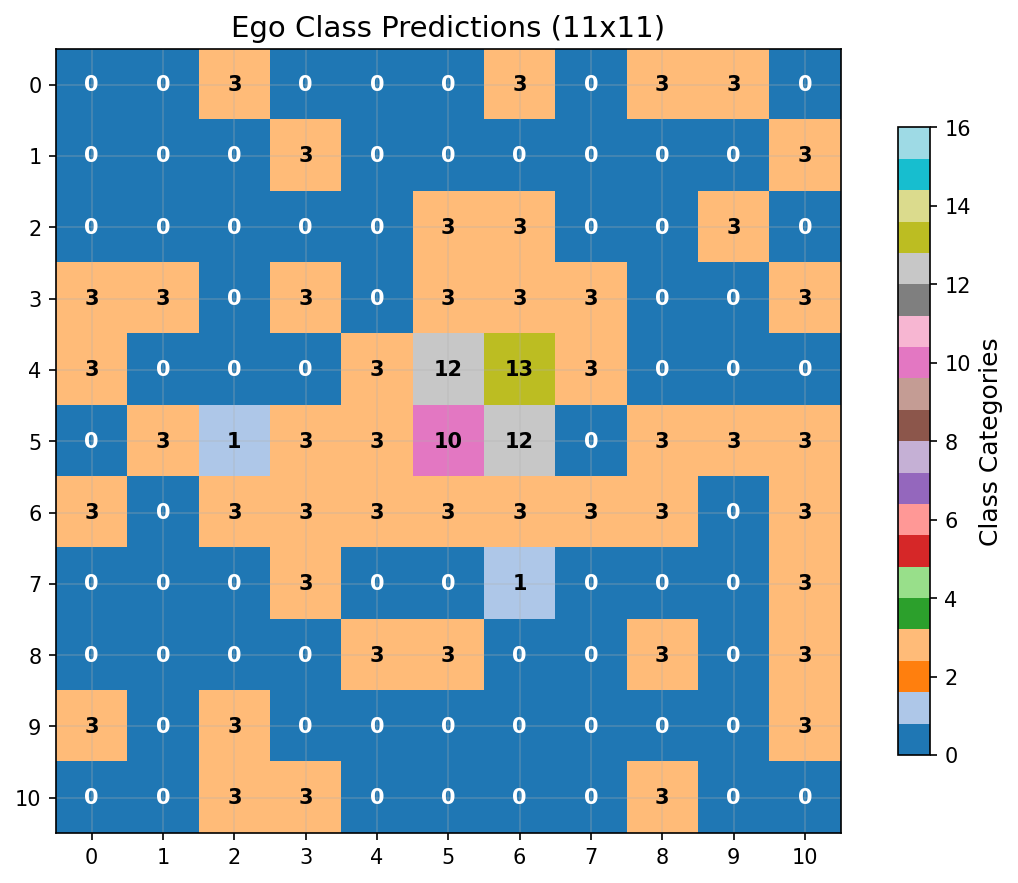 Ego Class Predictions (11x11)
0 0 0 3 0 0 0 3 0 3 3 0
1 0 0 0 3 0 0 0 0 0 0 3
2 0 0 0 0 0 3 3 0 0 3 0
3 3 3 0 3 0 3 3 3 0 0 3
4 3 0 0 0 3 12 13 3 0 0 0
5 0 3 1 3 3 10 12 0 3 3 3
6 3 0 3 3 3 3 3 3 3 0 3
7 0 0 0 3 0 0 1 0 0 0 3
8 0 0 0 0 3 3 0 0 3 0 3
9 3 0 3 0 0 0 0 0 0 0 3
10 0 0 3 3 0 0 0 0 3 0 0
0 1 2 3 4 5 6 7 8 9 10
16
14
12
10
8
6
4
2
0
Class Categories